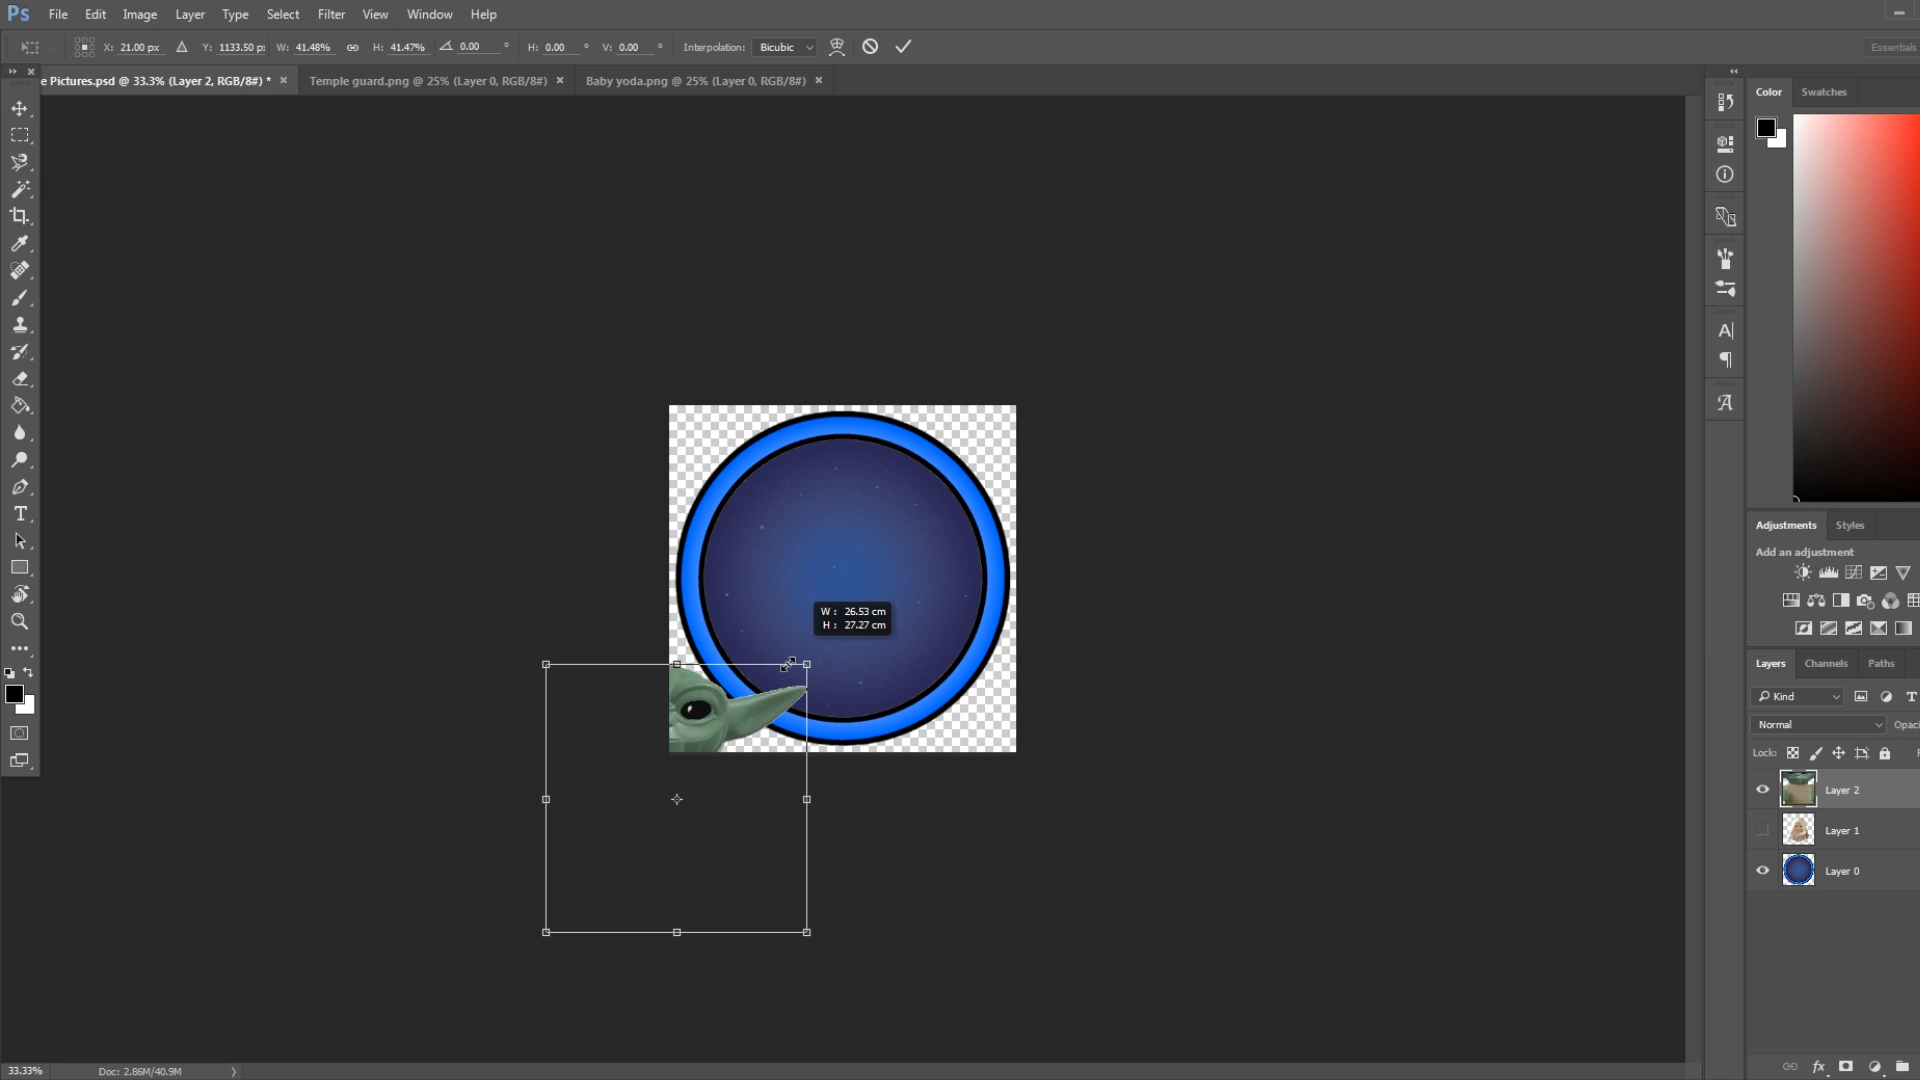 Ps File Edit Image Layer Type Select Filter View Window Help
X: 21.00 px Y: 1133.50 px W: 41.48% H: 41.47% 0.00 ° H: 0.00 ° V: 0.00 ° Interpolation: Bicubic Essentials
e Pictures.psd @ 33.3% (Layer 2, RGB/8#) * × Temple guard.png @ 25% (Layer 0, RGB/8#) × Baby yoda.png @ 25% (Layer 0, RGB/8#) ×
Color Swatches
Adjustments Styles
Add an adjustment
W : 26.53 cm
H : 27.27 cm
Layers Channels Paths
Kind
Normal Opaci
Lock:
Layer 2
Layer 1
Layer 0
fx
33.33% Doc: 2.86M/40.9M